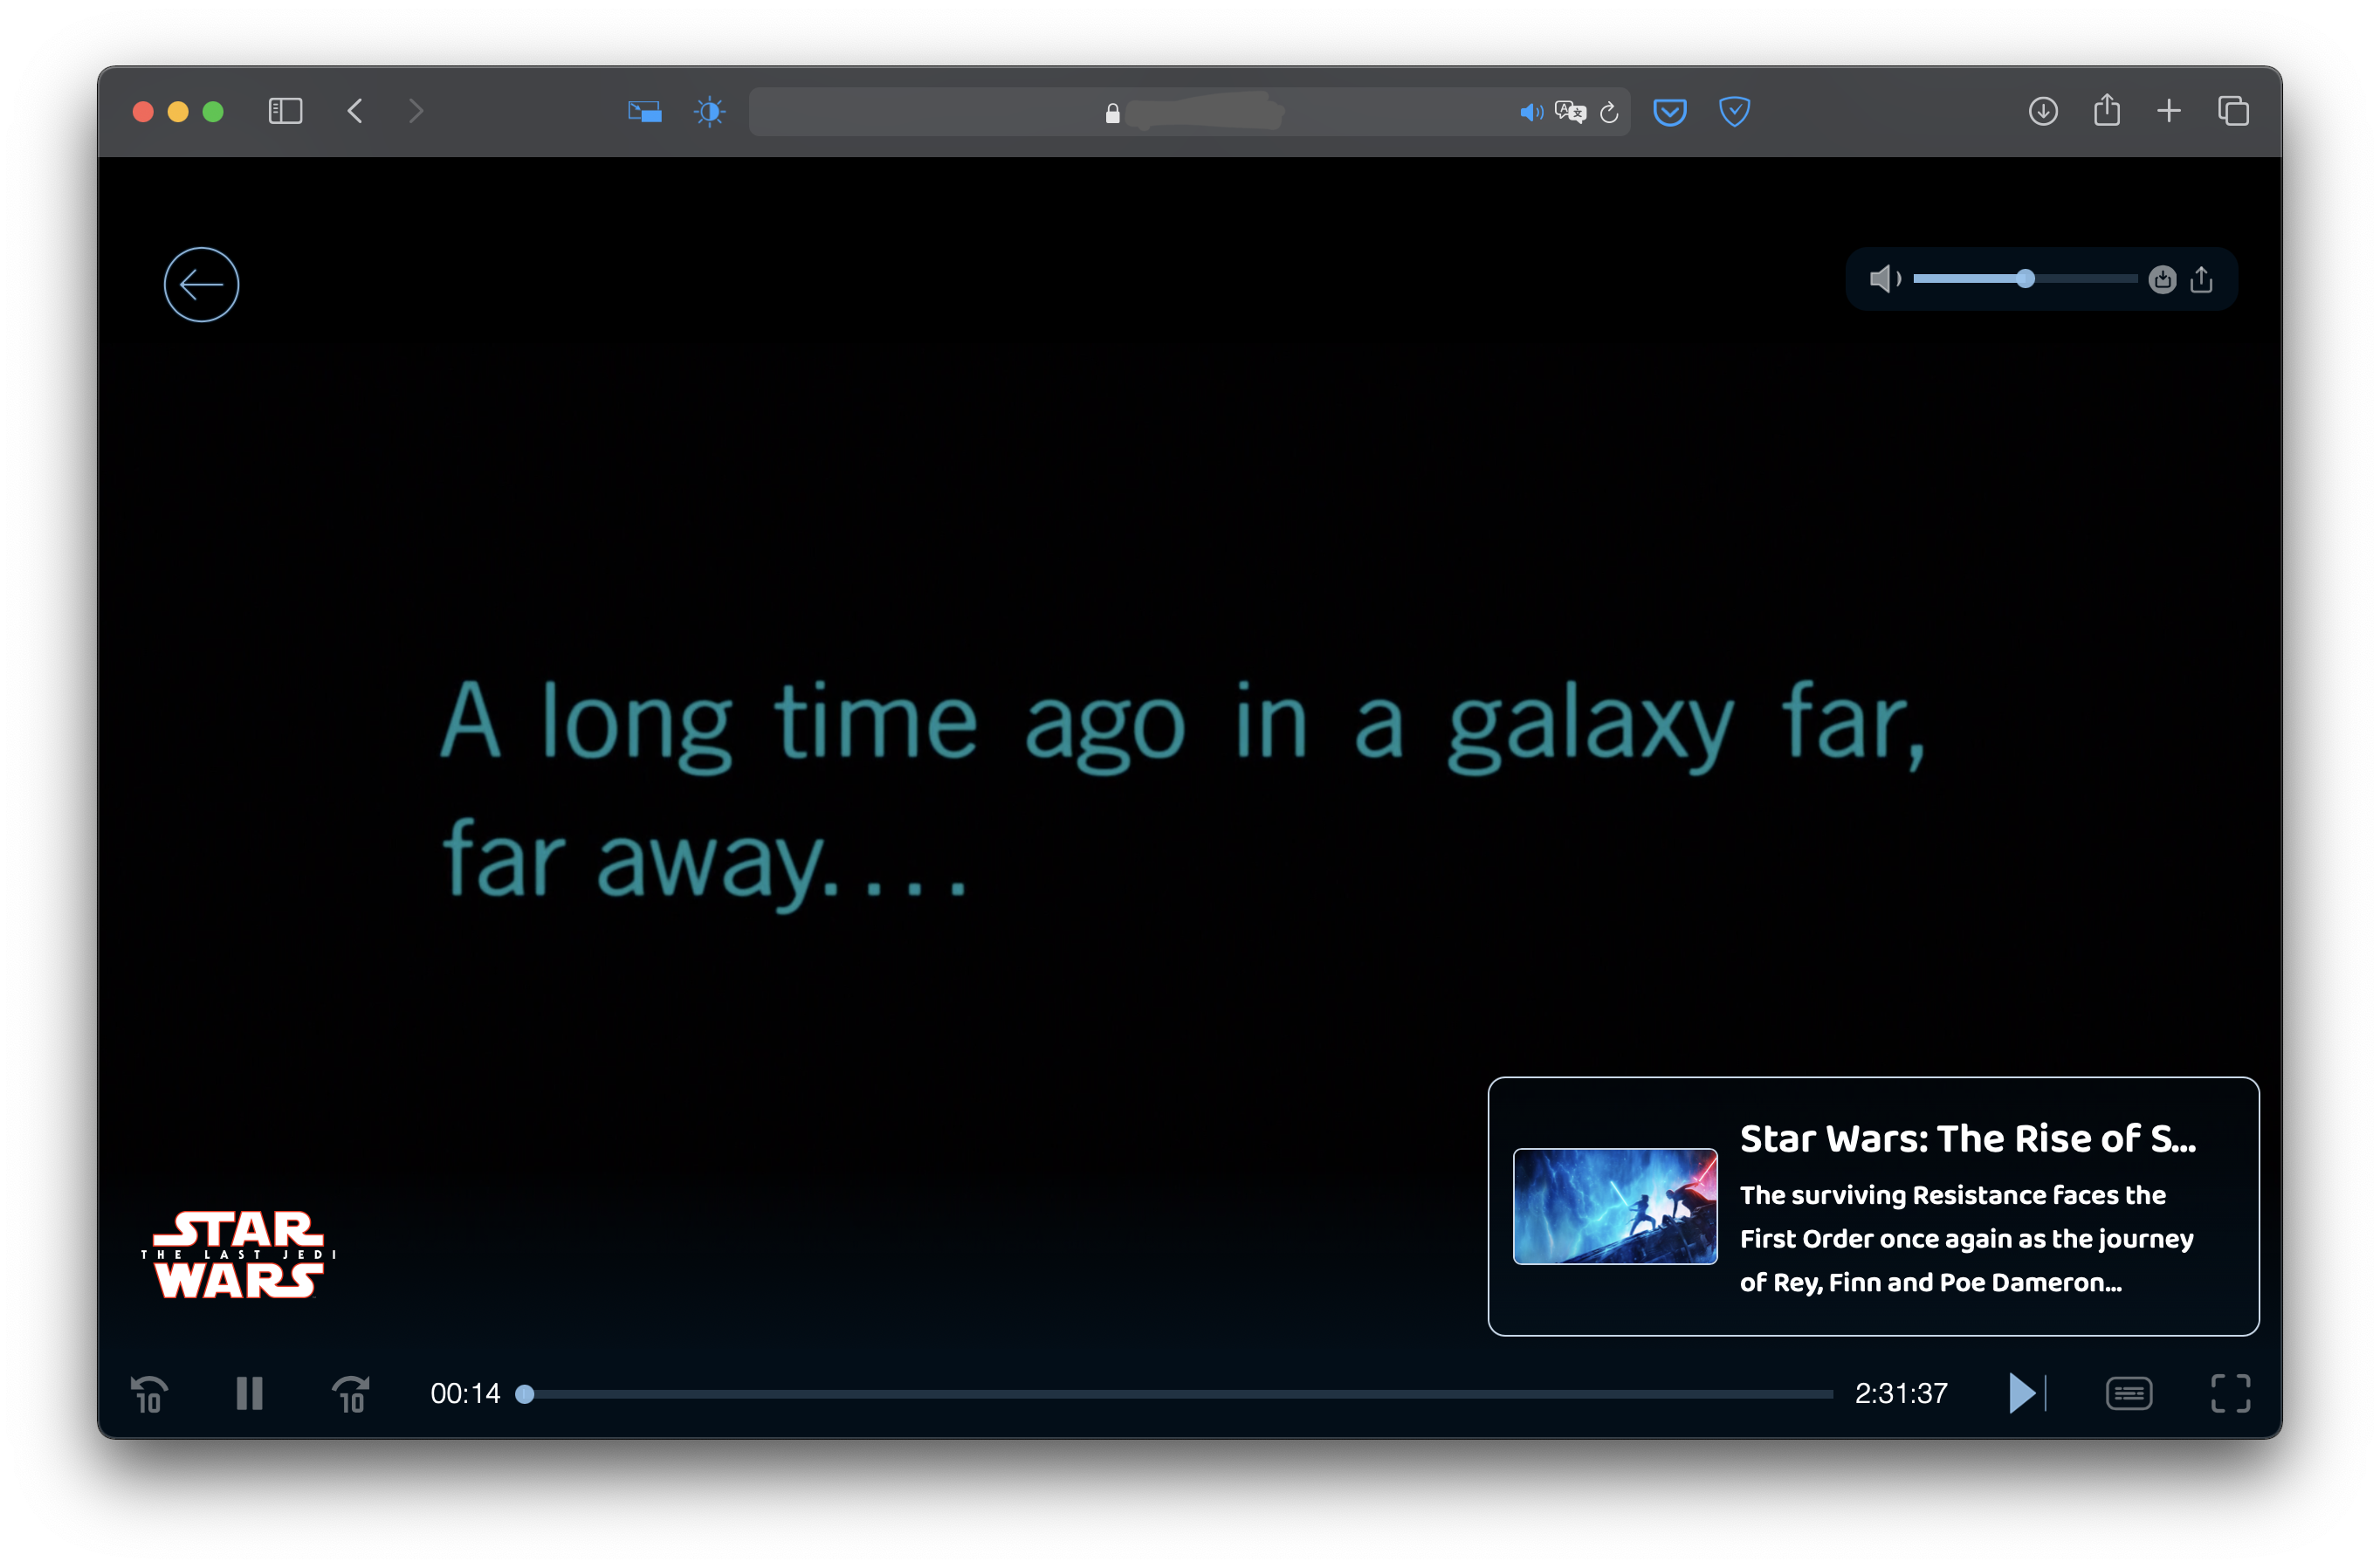 A long time ago in a galaxy far,
far away....
Star Wars: The Rise of S...
The surviving Resistance faces the
First Order once again as the journey
of Rey, Finn and Poe Dameron...
STAR
THE LAST JEDI
WARS
10
10
00:14
2:31:37